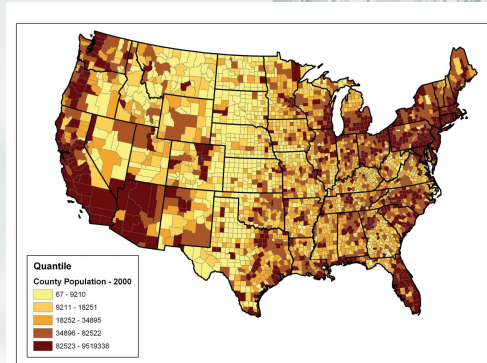 Quantile
County Population - 2000
67 - 9210
9211 - 18251
18252 - 34895
34896 - 82522
82523 - 9519338